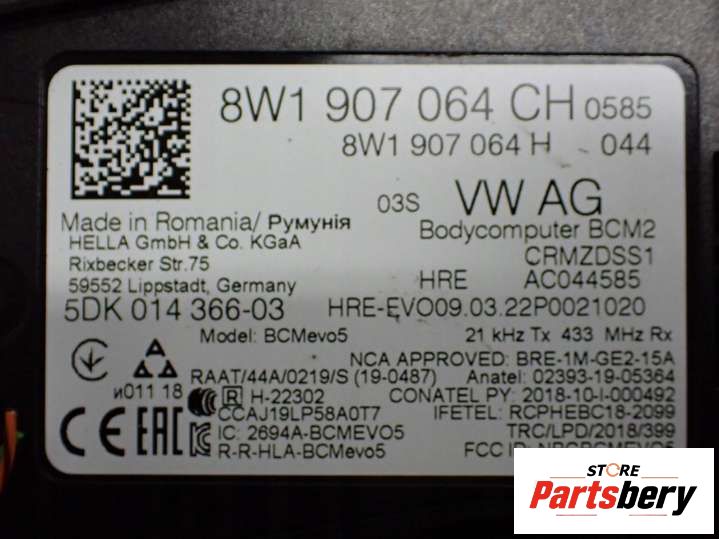 8W1 907 064 CH 0585
8W1 907 064 H 044
03S VW AG
Made in Romania/ Румунія
Bodycomputer BCM2
HELLA GmbH & Co. KGaA
CRMZDSS1
Rixbecker Str.75
HRE AC044585
59552 Lippstadt, Germany
5DK 014 366-03 HRE-EVO09.03.22P0021020
Model: BCMevo5 21 kHz Tx 433 MHz Rx
NCA APPROVED: BRE-1M-GE2-15A
RAAT/44A/0219/S (19-0487) Anatel: 02393-19-05364
и011 18 R H-22302 CONATEL PY: 2018-10-I-000492
CCAJ19LP58A0T7 IFETEL: RCPHEBC18-2099
CE EAC IC: 2694A-BCMEVO5 TRC/LPD/2018/399
R-R-HLA-BCMevo5 FCC ID:
STORE
Partsbery